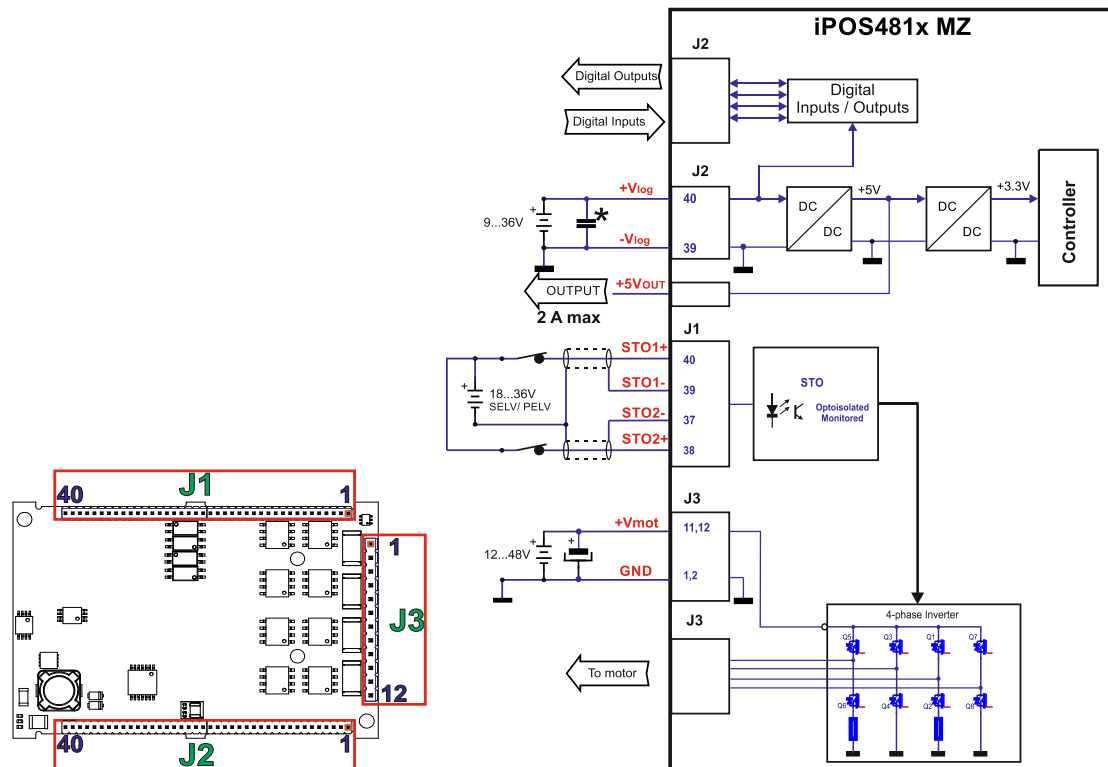 iPOS481x MZ
J2
Digital Outputs
Digital Inputs
Digital
Inputs / Outputs
J2
+Vlog
40
9...36V
+
*
-Vlog
39
DC
DC
+5V
DC
DC
+3.3V
Controller
+5VOUT
OUTPUT
2 A max
J1
STO1+
40
STO1-
39
+
18...36V
SELV/ PELV
STO2-
37
STO2+
38
STO
Optoisolated
Monitored
J3
+Vmot
11,12
+
+
12...48V
GND
1,2
J3
To motor
4-phase Inverter
Q5
Q3
Q1
Q7
Q6
Q4
Q2
Q8
J1
40
1
1
J3
12
40
1
J2